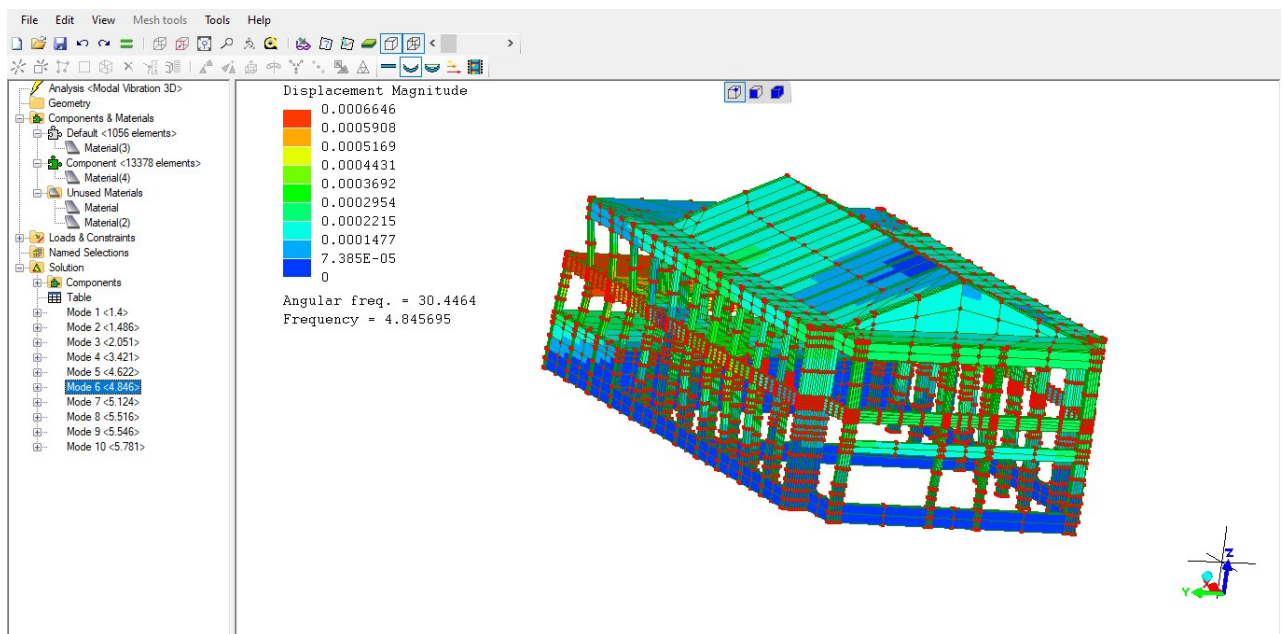 File Edit View Mesh tools Tools Help
Analysis <Modal Vibration 3D>
Geometry
Components & Materials
Default <1056 elements>
Material(3)
Component <13378 elements>
Material(4)
Unused Materials
Material
Material(2)
Loads & Constraints
Named Selections
Solution
Components
Table
Mode 1 <1.4>
Mode 2 <1.486>
Mode 3 <2.051>
Mode 4 <3.421>
Mode 5 <4.622>
Mode 6 <4.846>
Mode 7 <5.124>
Mode 8 <5.516>
Mode 9 <5.546>
Mode 10 <5.781>
Displacement Magnitude
0.0006646
0.0005908
0.0005169
0.0004431
0.0003692
0.0002954
0.0002215
0.0001477
7.385E-05
0
Angular freq. = 30.4464
Frequency = 4.845695
Z
Y